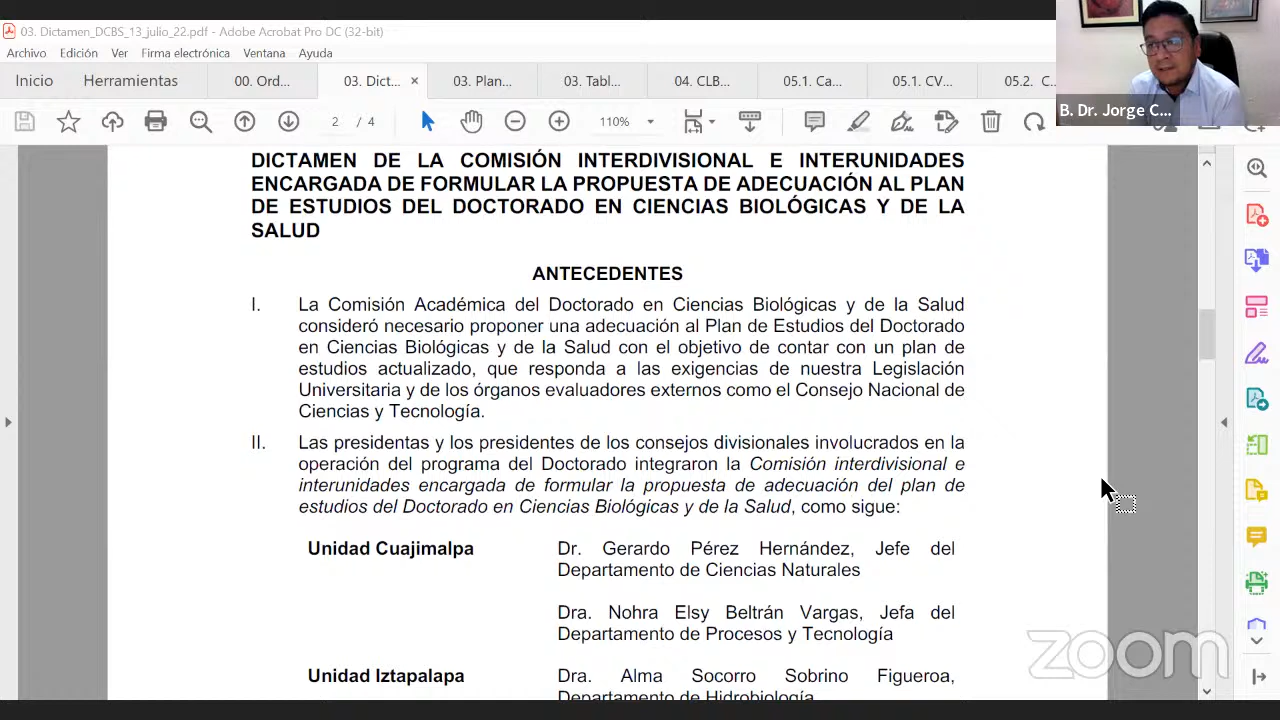 03. Dictamen_DCBS_13_julio_22.pdf - Adobe Acrobat Pro DC (32-bit)
Archivo Edición Ver Firma electrónica Ventana Ayuda
Inicio Herramientas 00. Ord... 03. Dict... × 03. Plan... 03. Tabl... 04. CLB... 05.1. Ca... 05.1. CV... 05.2. C...
B. Dr. Jorge C...
2 / 4 110%
DICTAMEN DE LA COMISIÓN INTERDIVISIONAL E INTERUNIDADES
ENCARGADA DE FORMULAR LA PROPUESTA DE ADECUACIÓN AL PLAN
DE ESTUDIOS DEL DOCTORADO EN CIENCIAS BIOLÓGICAS Y DE LA
SALUD
ANTECEDENTES
I. La Comisión Académica del Doctorado en Ciencias Biológicas y de la Salud
consideró necesario proponer una adecuación al Plan de Estudios del Doctorado
en Ciencias Biológicas y de la Salud con el objetivo de contar con un plan de
estudios actualizado, que responda a las exigencias de nuestra Legislación
Universitaria y de los órganos evaluadores externos como el Consejo Nacional de
Ciencias y Tecnología.
II. Las presidentas y los presidentes de los consejos divisionales involucrados en la
operación del programa del Doctorado integraron la Comisión interdivisional e
interunidades encargada de formular la propuesta de adecuación del plan de
estudios del Doctorado en Ciencias Biológicas y de la Salud, como sigue:
Unidad Cuajimalpa Dr. Gerardo Pérez Hernández, Jefe del
Departamento de Ciencias Naturales
Dra. Nohra Elsy Beltrán Vargas, Jefa del
Departamento de Procesos y Tecnología
Unidad Iztapalapa Dra. Alma Socorro Sobrino Figueroa,
Departamento de Hidrobiología
zoom